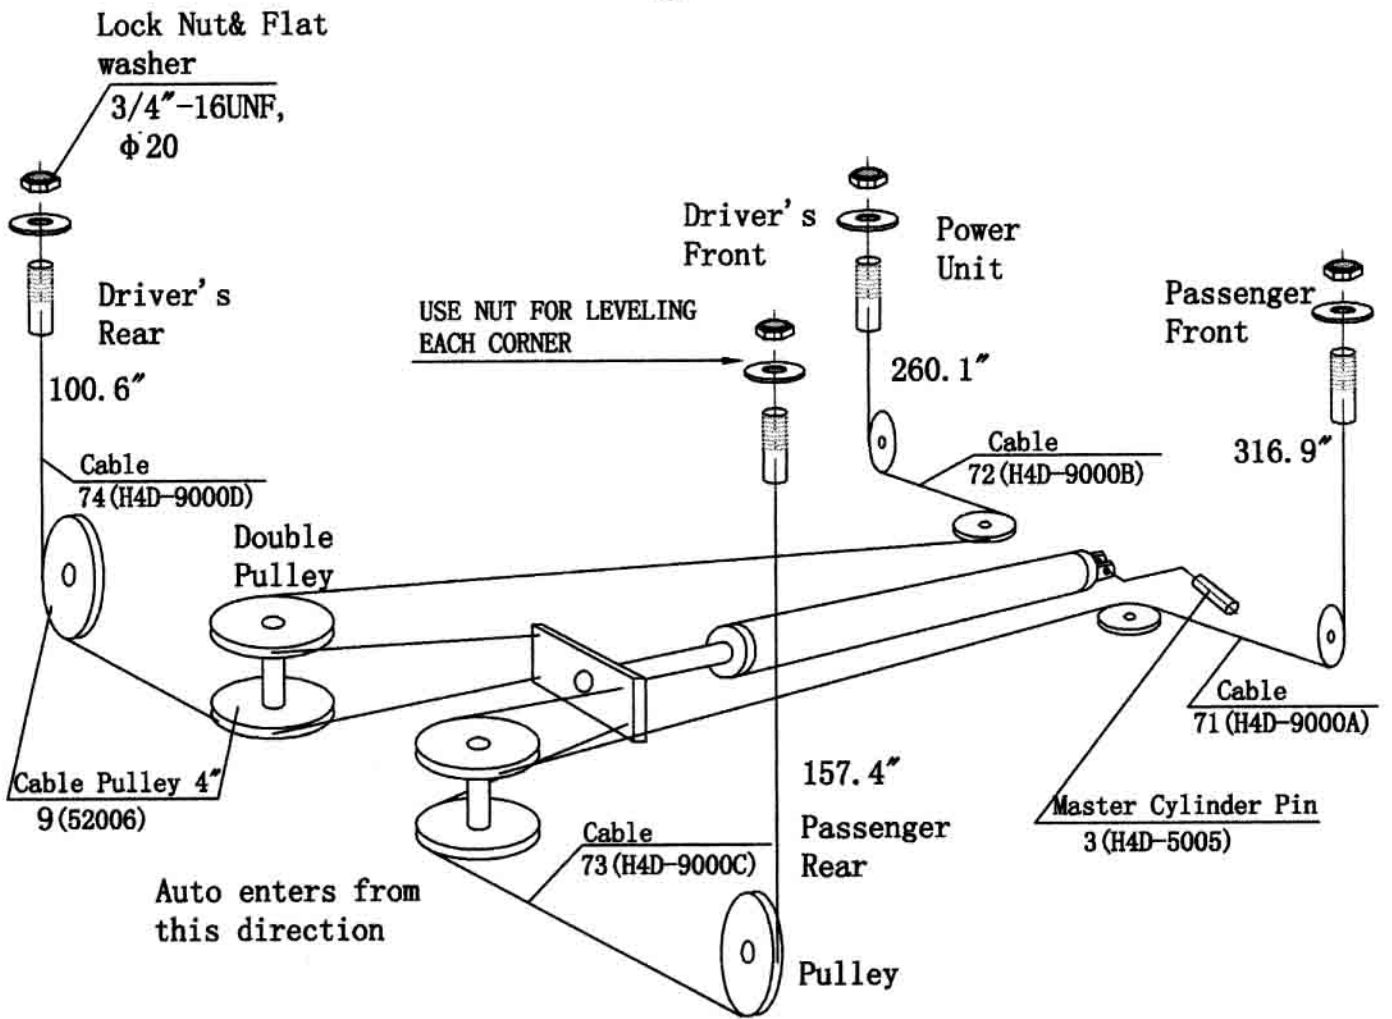 Lock Nut& Flat
washer
3/4″-16UNF,
Φ20
Driver's
Rear
100.6″
Cable
74(H4D-9000D)
Double
Pulley
Cable Pulley 4″
9(52006)
Auto enters from
this direction
USE NUT FOR LEVELING
EACH CORNER
Driver's
Front
Power
Unit
260.1″
Cable
72(H4D-9000B)
Passenger
Front
316.9″
Cable
71(H4D-9000A)
Master Cylinder Pin
3(H4D-5005)
157.4″
Passenger
Rear
Cable
73(H4D-9000C)
Pulley